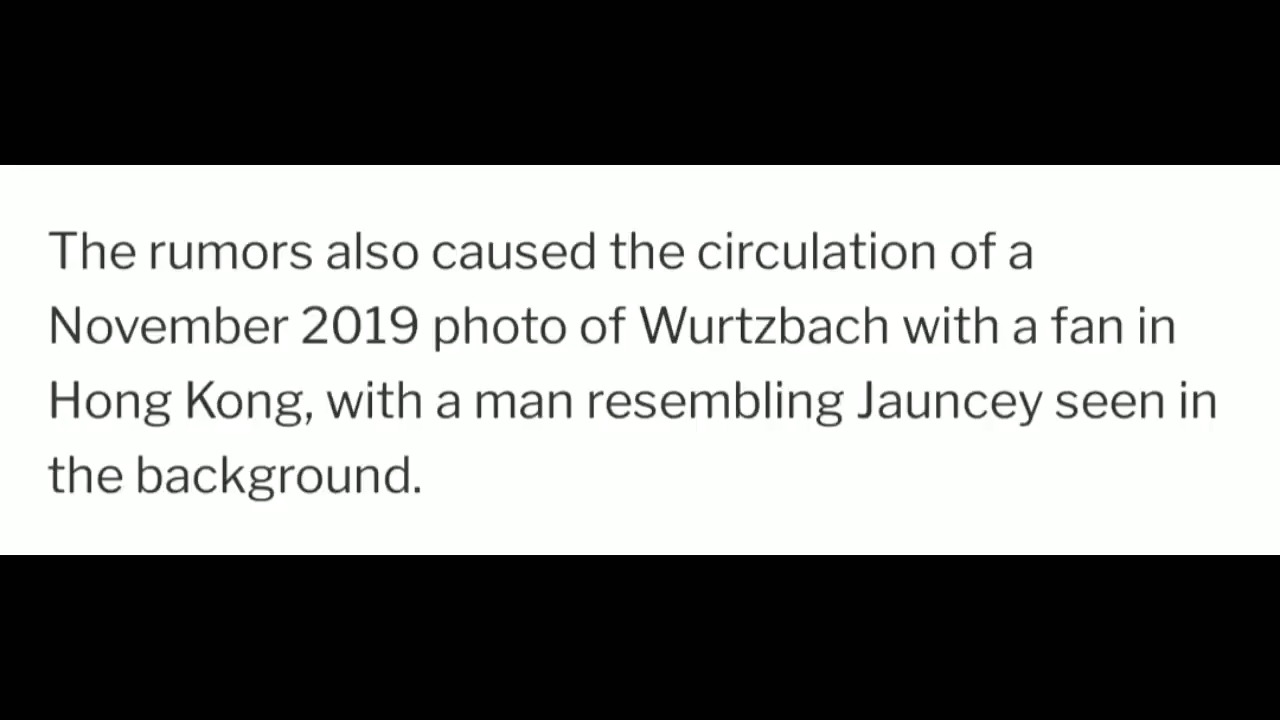 The rumors also caused the circulation of a
November 2019 photo of Wurtzbach with a fan in
Hong Kong, with a man resembling Jauncey seen in
the background.